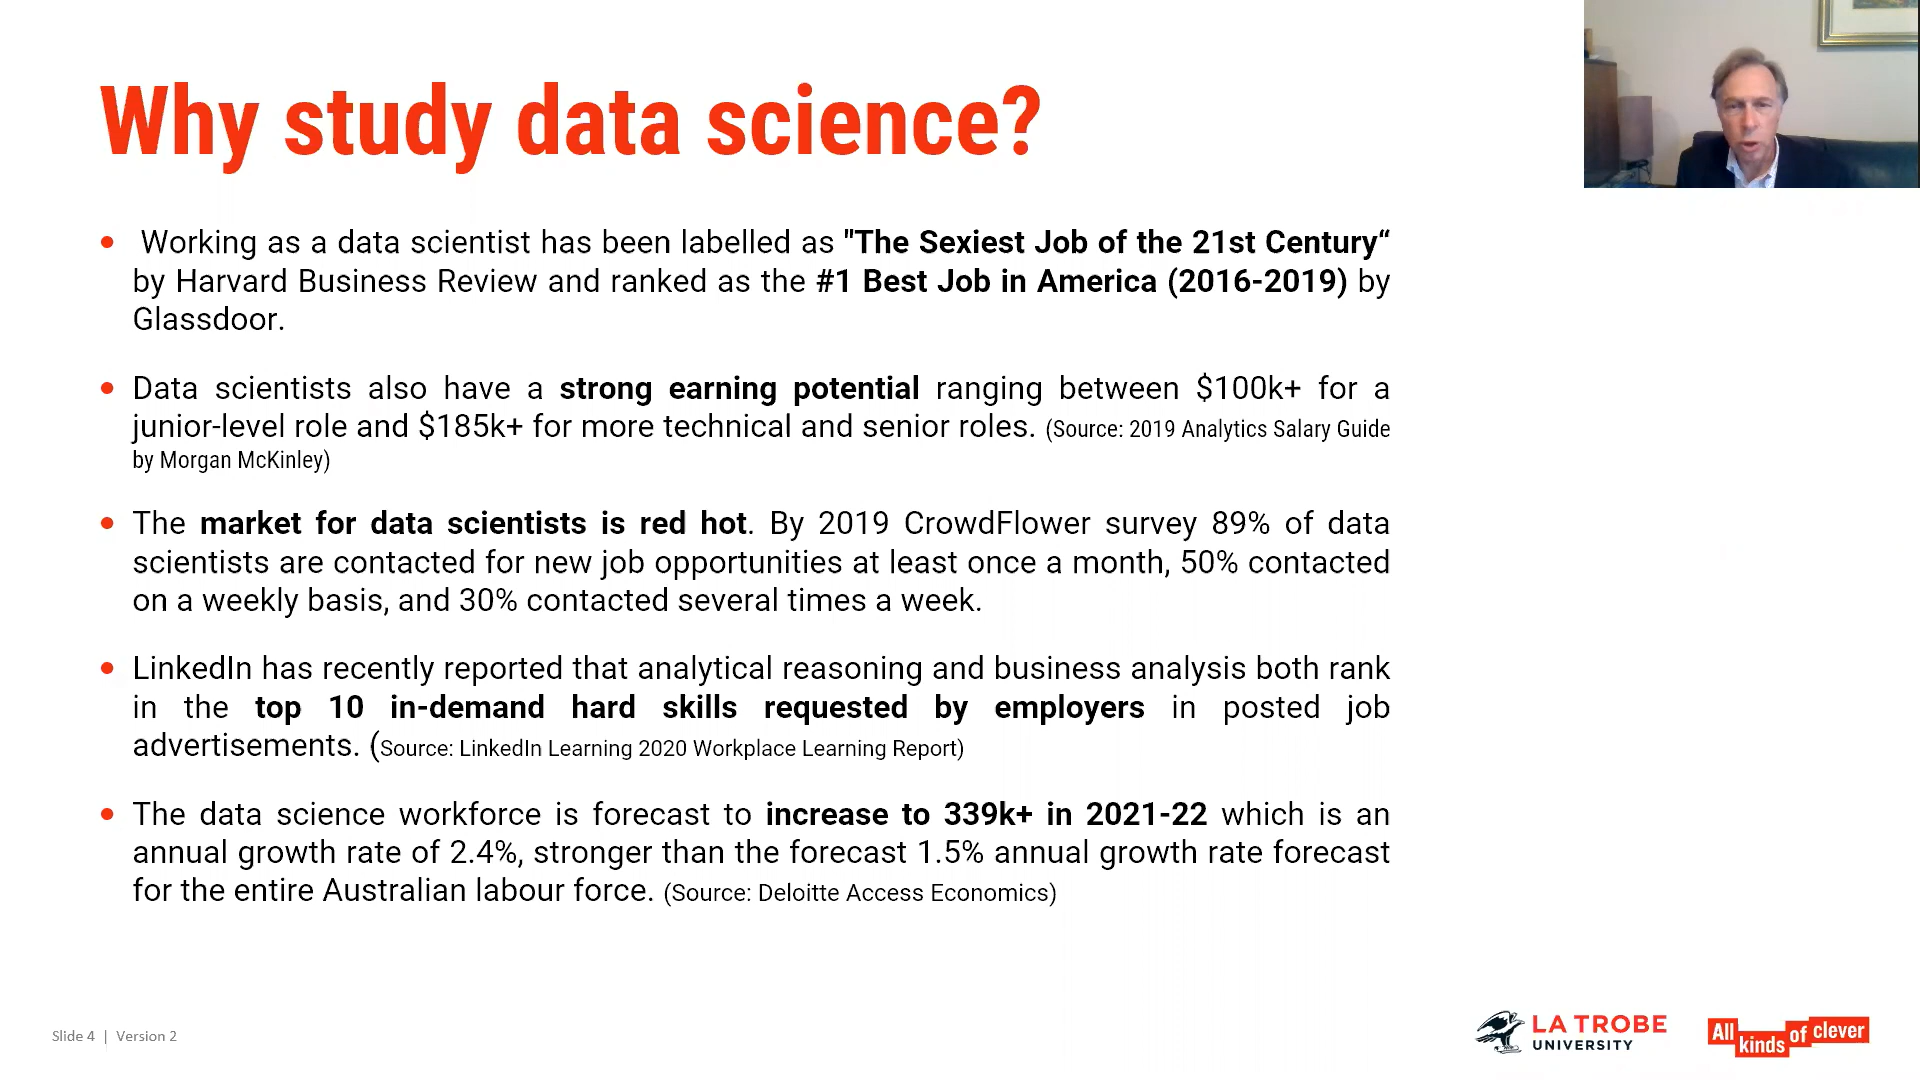 Why study data science?
Working as a data scientist has been labelled as "The Sexiest Job of the 21st Century“
by Harvard Business Review and ranked as the #1 Best Job in America (2016-2019) by
Glassdoor.
Data scientists also have a strong earning potential ranging between $100k+ for a
junior-level role and $185k+ for more technical and senior roles. (Source: 2019 Analytics Salary Guide
by Morgan McKinley)
The market for data scientists is red hot. By 2019 CrowdFlower survey 89% of data
scientists are contacted for new job opportunities at least once a month, 50% contacted
on a weekly basis, and 30% contacted several times a week.
LinkedIn has recently reported that analytical reasoning and business analysis both rank
in the top 10 in-demand hard skills requested by employers in posted job
advertisements. (Source: LinkedIn Learning 2020 Workplace Learning Report)
The data science workforce is forecast to increase to 339k+ in 2021-22 which is an
annual growth rate of 2.4%, stronger than the forecast 1.5% annual growth rate forecast
for the entire Australian labour force. (Source: Deloitte Access Economics)
Slide 4 | Version 2
LA TROBE
UNIVERSITY
All kinds of clever